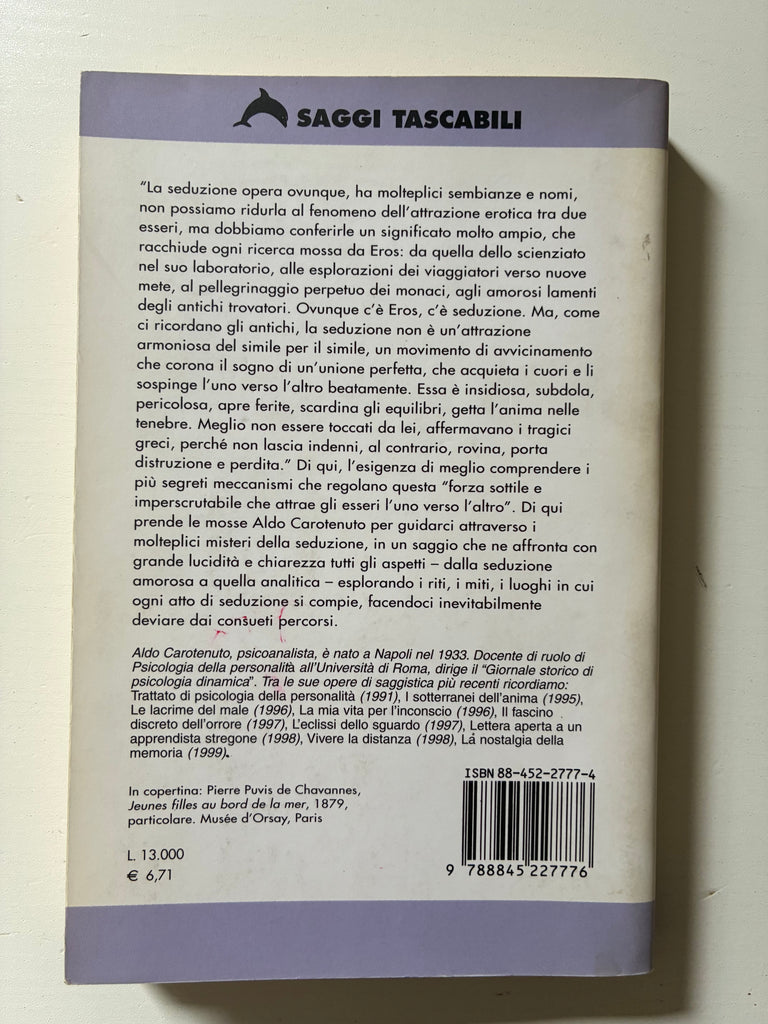 SAGGI TASCABILI
"La seduzione opera ovunque, ha molteplici sembianze e nomi,
non possiamo ridurla al fenomeno dell'attrazione erotica tra due
esseri, ma dobbiamo conferirle un significato molto ampio, che
racchiude ogni ricerca mossa da Eros: da quella dello scienziato
nel suo laboratorio, alle esplorazioni dei viaggiatori verso nuove
mete, al pellegrinaggio perpetuo dei monaci, agli amorosi lamenti
degli antichi trovatori. Ovunque c'è Eros, c'è seduzione. Ma, come
ci ricordano gli antichi, la seduzione non è un'attrazione
armoniosa del simile per il simile, un movimento di avvicinamento
che corona il sogno di un'unione perfetta, che acquieta i cuori e li
sospinge l'uno verso l'altro beatamente. Essa è insidiosa, subdola,
pericolosa, apre ferite, scardina gli equilibri, getta l'anima nelle
tenebre. Meglio non essere toccati da lei, affermavano i tragici
greci, perché non lascia indenni, al contrario, rovina, porta
distruzione e perdita." Di qui, l'esigenza di meglio comprendere i
più segreti meccanismi che regolano questa "forza sottile e
imperscrutabile che attrae gli esseri l'uno verso l'altro". Di qui
prende le mosse Aldo Carotenuto per guidarci attraverso i
molteplici misteri della seduzione, in un saggio che ne affronta con
grande lucidità e chiarezza tutti gli aspetti – dalla seduzione
amorosa a quella analitica – esplorando i riti, i miti, i luoghi in cui
ogni atto di seduzione si compie, facendoci inevitabilmente
deviare dai consueti percorsi.
Aldo Carotenuto, psicoanalista, è nato a Napoli nel 1933. Docente di ruolo di
Psicologia della personalità all'Università di Roma, dirige il "Giornale storico di
psicologia dinamica". Tra le sue opere di saggistica più recenti ricordiamo:
Trattato di psicologia della personalità (1991), I sotterranei dell'anima (1995),
Le lacrime del male (1996), La mia vita per l'inconscio (1996), Il fascino
discreto dell'orrore (1997), L'eclissi dello sguardo (1997), Lettera aperta a un
apprendista stregone (1998), Vivere la distanza (1998), La nostalgia della
memoria (1999).
In copertina: Pierre Puvis de Chavannes,
Jeunes filles au bord de la mer, 1879,
particolare. Musée d'Orsay, Paris
L. 13.000
€ 6,71
ISBN 88-452-2777-4
9 788845 227776